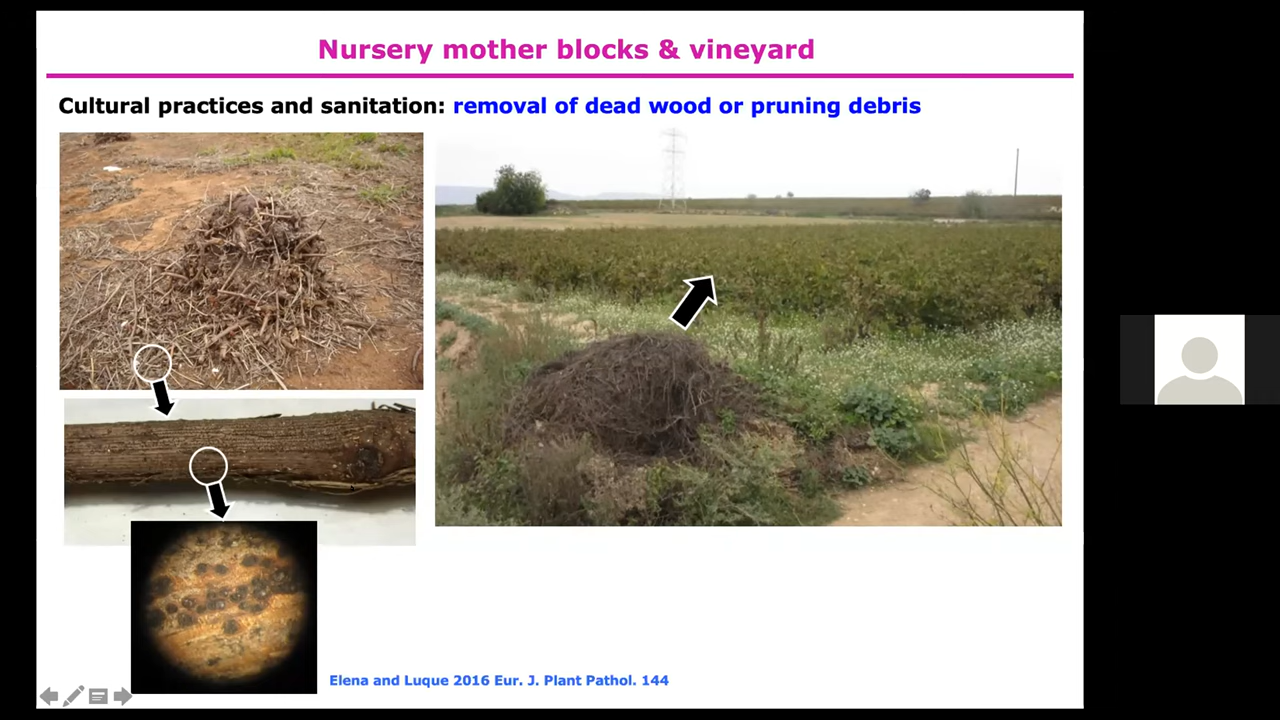 Nursery mother blocks & vineyard
Cultural practices and sanitation: removal of dead wood or pruning debris
Elena and Luque 2016 Eur. J. Plant Pathol. 144